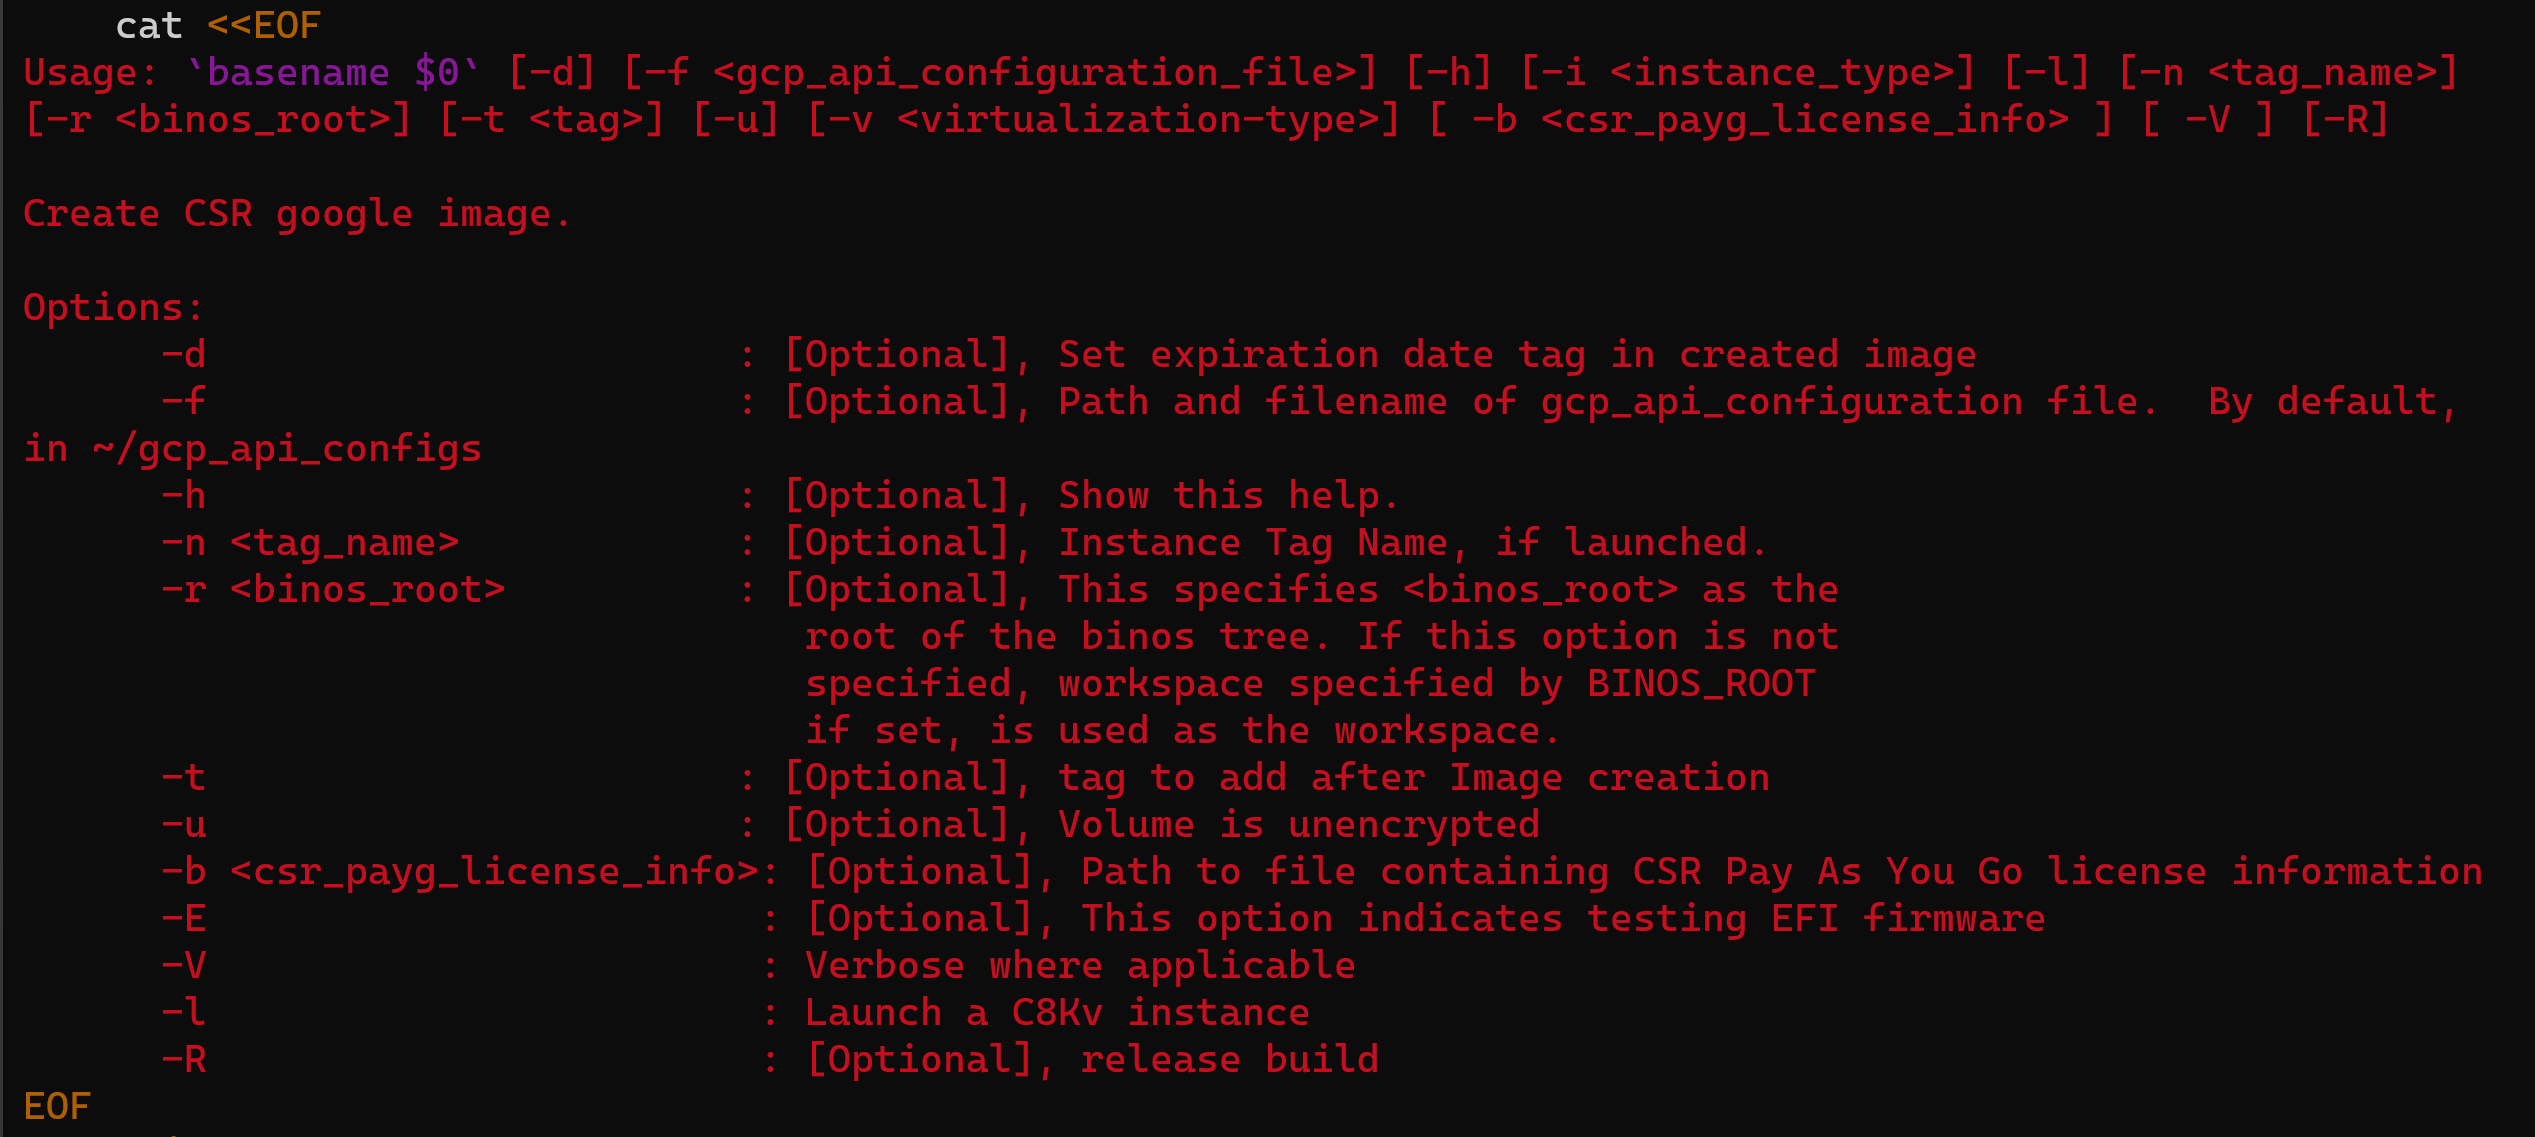 cat <<EOF
Usage: `basename $0` [-d] [-f <gcp_api_configuration_file>] [-h] [-i <instance_type>] [-l] [-n <tag_name>]
[-r <binos_root>] [-t <tag>] [-u] [-v <virtualization-type>] [ -b <csr_payg_license_info> ] [ -V ] [-R]
Create CSR google image.
Options:
-d : [Optional], Set expiration date tag in created image
-f : [Optional], Path and filename of gcp_api_configuration file.  By default,
in ~/gcp_api_configs
-h : [Optional], Show this help.
-n <tag_name> : [Optional], Instance Tag Name, if launched.
-r <binos_root> : [Optional], This specifies <binos_root> as the
root of the binos tree. If this option is not
specified, workspace specified by BINOS_ROOT
if set, is used as the workspace.
-t : [Optional], tag to add after Image creation
-u : [Optional], Volume is unencrypted
-b <csr_payg_license_info>: [Optional], Path to file containing CSR Pay As You Go license information
-E : [Optional], This option indicates testing EFI firmware
-V : Verbose where applicable
-l : Launch a C8Kv instance
-R : [Optional], release build
EOF